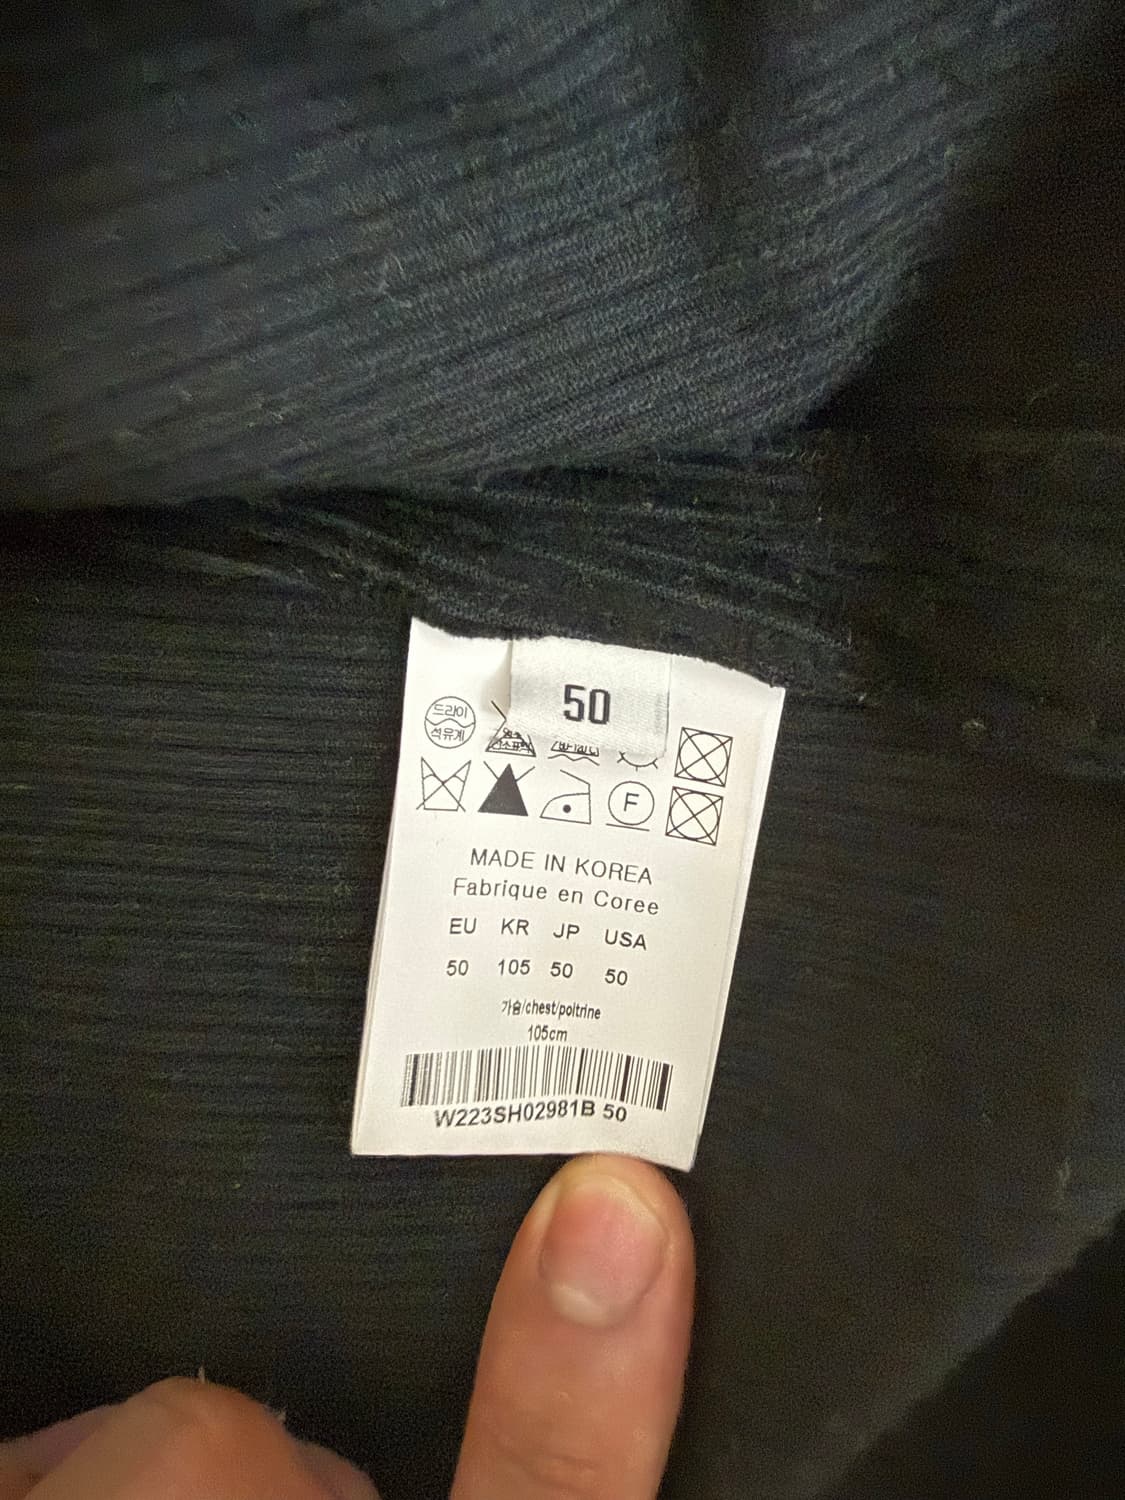 50
드라이
석유계
F
MADE IN KOREA
Fabrique en Coree
EU KR JP USA
50 105 50 50
가슴/chest/poitrine
105cm
W223SH02981B 50